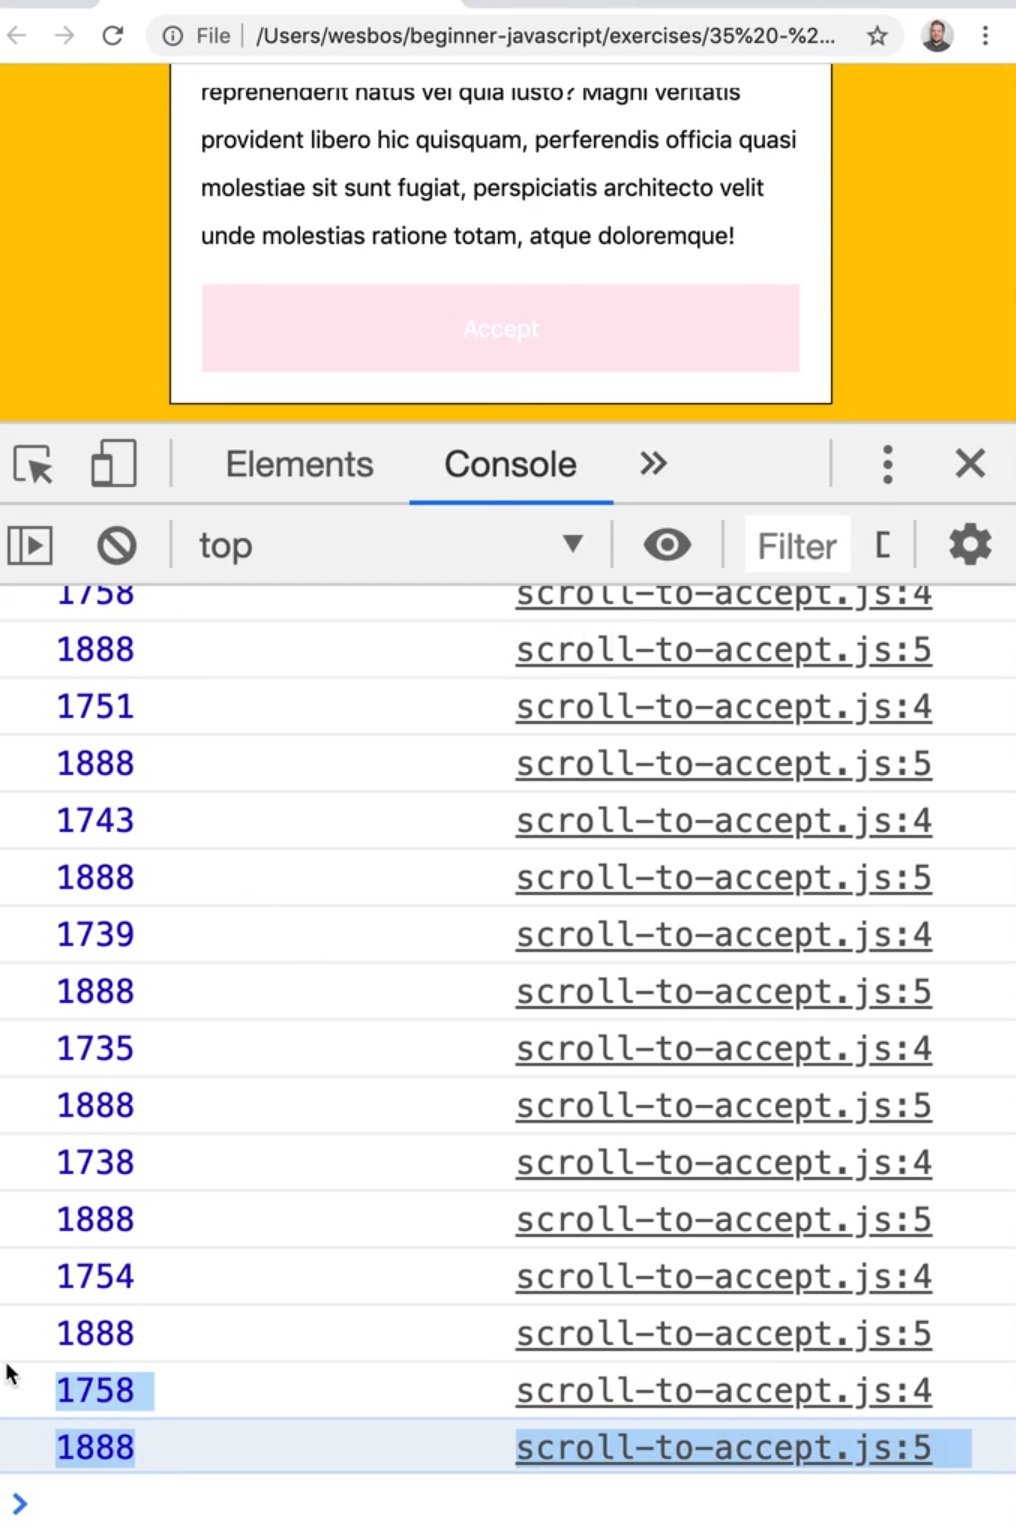 File | /Users/wesbos/beginner-javascript/exercises/35%20-%2...
reprehenderit natus vel quia iusto? Magni veritatis
provident libero hic quisquam, perferendis officia quasi
molestiae sit sunt fugiat, perspiciatis architecto velit
unde molestias ratione totam, atque doloremque!
Accept
Elements Console
top Filter D
1758 scroll-to-accept.js:4
1888 scroll-to-accept.js:5
1751 scroll-to-accept.js:4
1888 scroll-to-accept.js:5
1743 scroll-to-accept.js:4
1888 scroll-to-accept.js:5
1739 scroll-to-accept.js:4
1888 scroll-to-accept.js:5
1735 scroll-to-accept.js:4
1888 scroll-to-accept.js:5
1738 scroll-to-accept.js:4
1888 scroll-to-accept.js:5
1754 scroll-to-accept.js:4
1888 scroll-to-accept.js:5
1758 scroll-to-accept.js:4
1888 scroll-to-accept.js:5